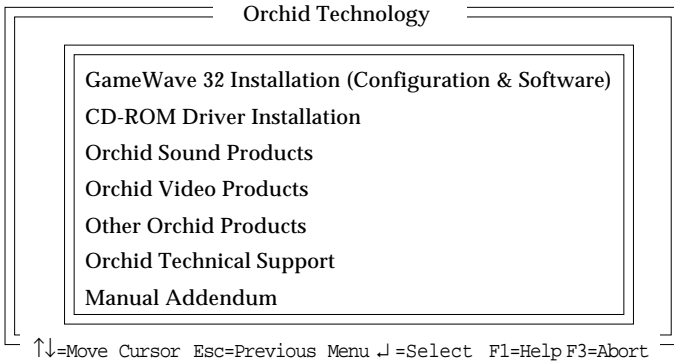 Orchid Technology
GameWave 32 Installation (Configuration & Software)
CD-ROM Driver Installation
Orchid Sound Products
Orchid Video Products
Other Orchid Products
Orchid Technical Support
Manual Addendum
↑↓=Move Cursor Esc=Previous Menu ↵=Select F1=Help F3=Abort